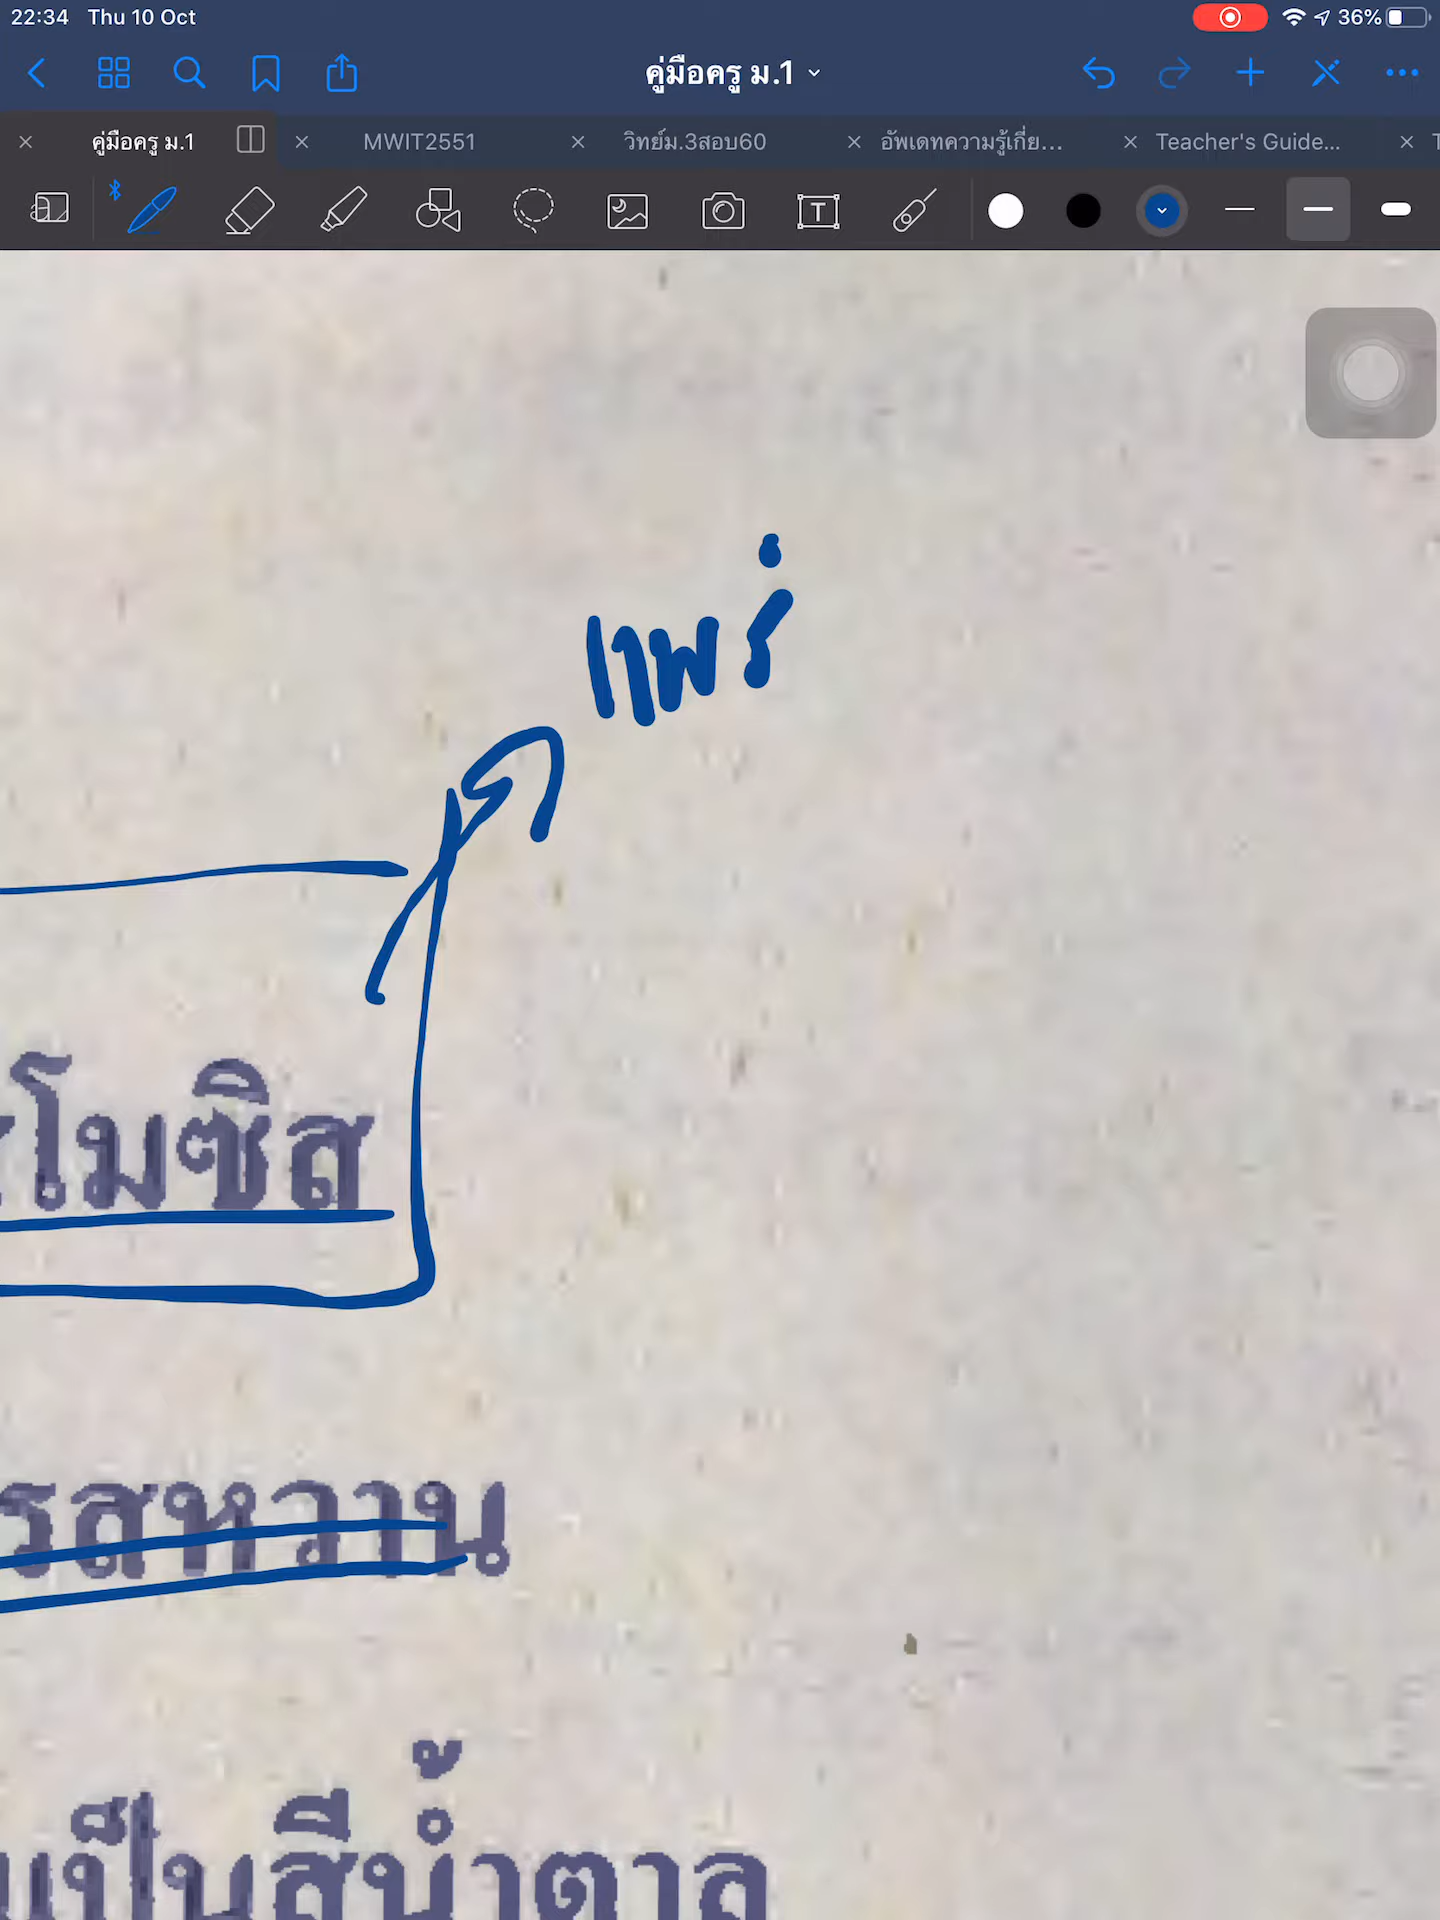 22:34 Thu 10 Oct 36%
คู่มือครู ม.1
คู่มือครู ม.1 MWIT2551 วิทย์ม.3สอบ60 อัพเดทความรู้เกี่ย... Teacher's Guide...
T
แพร่
โมซิส
รสหวาน
เป็นสีน้ำตาล